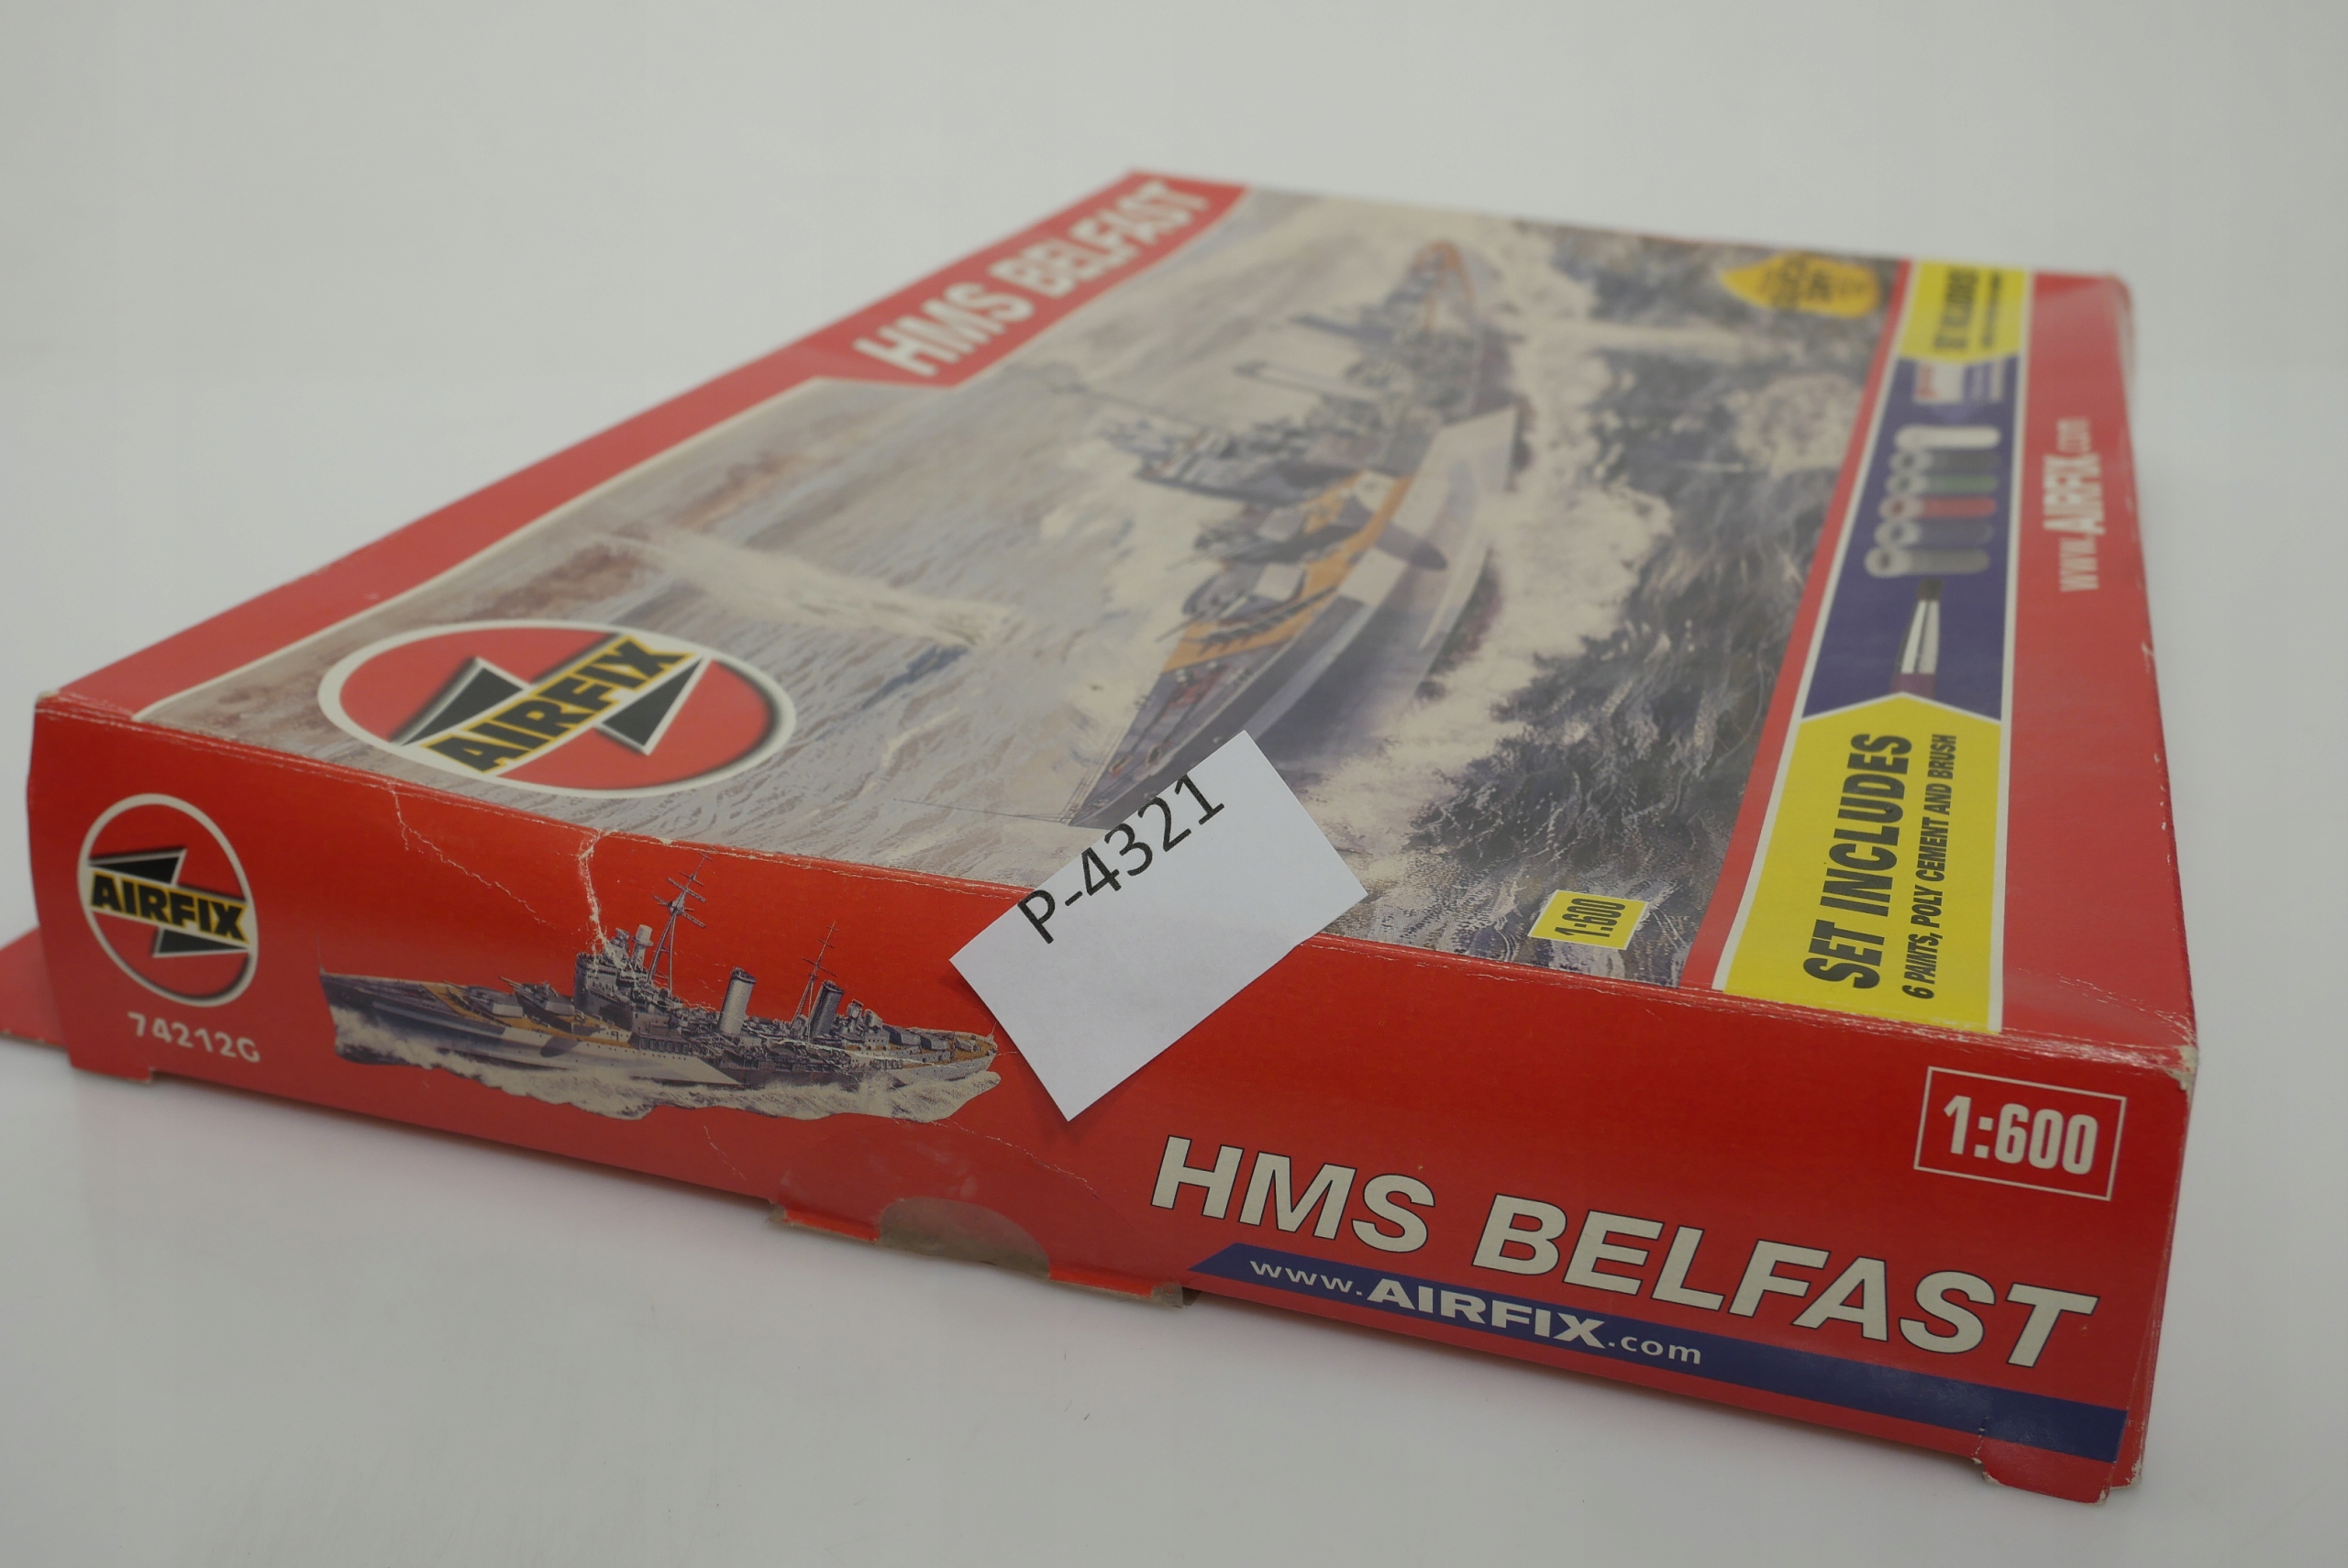 HMS BELFAST
www.AIRFIX.com
AIRFIX
SET INCLUDES
6 PAINTS, POLY CEMENT AND BRUSH
1:600
P-4321
AIRFIX
74212G
1:600
HMS BELFAST
www.AIRFIX.com